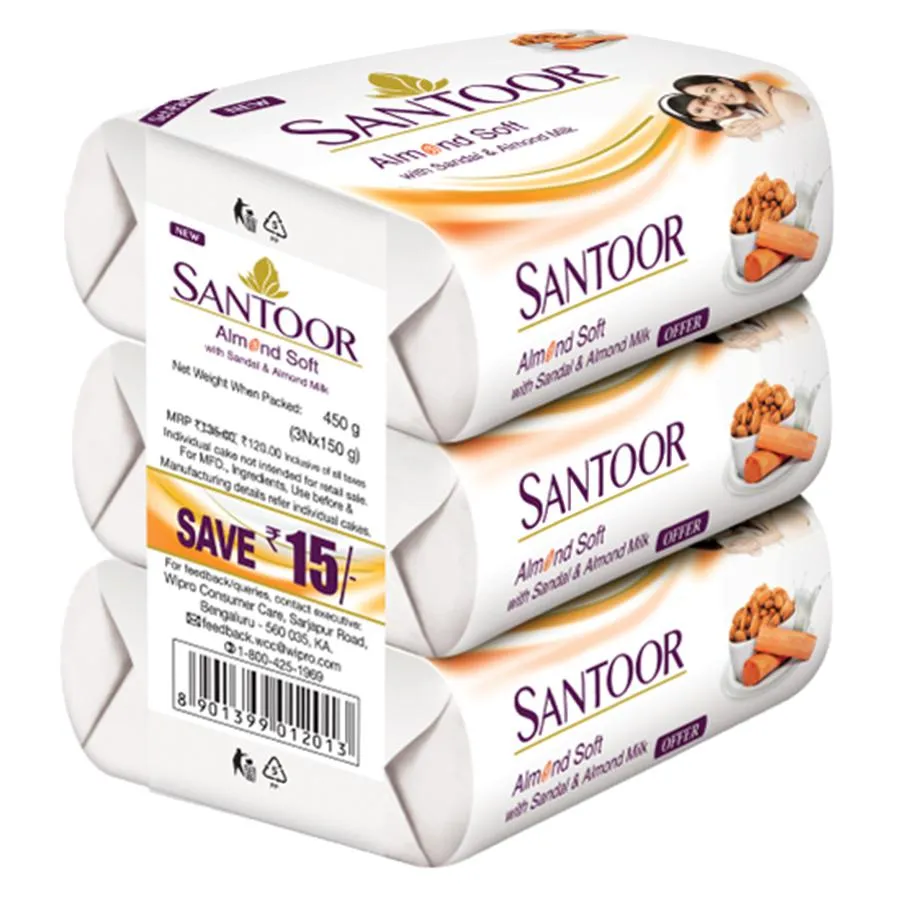 Set Pack
NEW
SANTOOR
Almond Soft
with Sandal & Almond Milk
NEW
SANTOOR
Almond Soft
with Sandal & Almond Milk
Net Weight When Packed: 450 g
(3Nx150 g)
MRP ₹135.00, ₹120.00 Inclusive of all taxes
Individual cake not intended for retail sale.
For MFD., Ingredients, Use before &
Manufacturing details refer individual cakes.
SAVE ₹15/-
For feedback/queries, contact executive:
Wipro Consumer Care, Sarjapur Road,
Bengaluru - 560 035, KA.
feedback.wcc@wipro.com
1-800-425-1969
8 901399 012013
5
PP
PP
SANTOOR
Almond Soft
with Sandal & Almond Milk OFFER
SANTOOR
Almond Soft
with Sandal & Almond Milk OFFER
SANTOOR
Almond Soft
with Sandal & Almond Milk OFFER